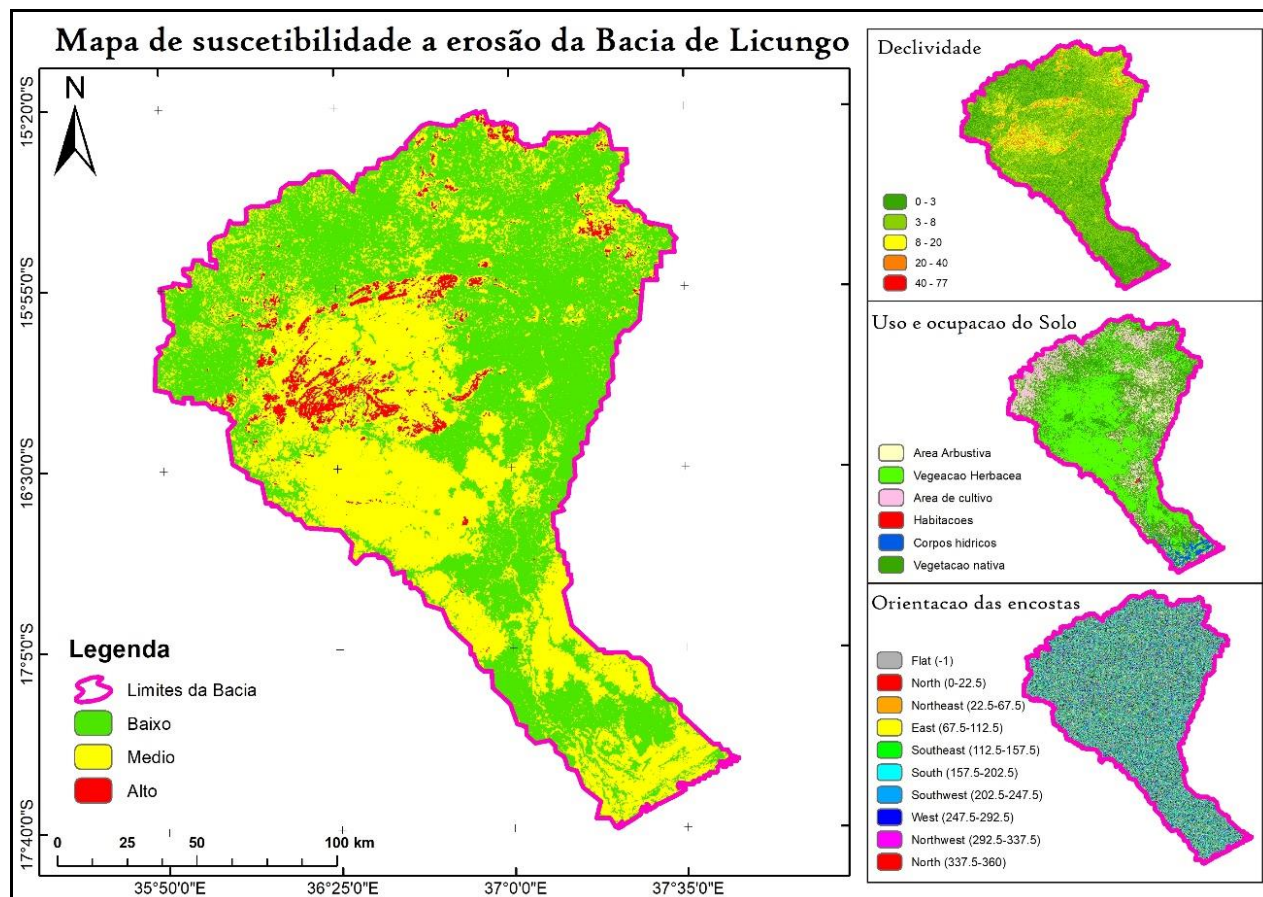 Mapa de suscetibilidade a erosão da Bacia de Licungo
N
15°20'0"S
15°55'0"S
16°30'0"S
17°5'0"S
17°40'0"S
Legenda
Limites da Bacia
Baixo
Medio
Alto
0 25 50 100 km
35°50'0"E 36°25'0"E 37°0'0"E 37°35'0"E
Declividade
0 - 3
3 - 8
8 - 20
20 - 40
40 - 77
Uso e ocupacao do Solo
Area Arbustiva
Vegeacao Herbacea
Area de cultivo
Habitacoes
Corpos hidricos
Vegetacao nativa
Orientacao das encostas
Flat (-1)
North (0-22.5)
Northeast (22.5-67.5)
East (67.5-112.5)
Southeast (112.5-157.5)
South (157.5-202.5)
Southwest (202.5-247.5)
West (247.5-292.5)
Northwest (292.5-337.5)
North (337.5-360)